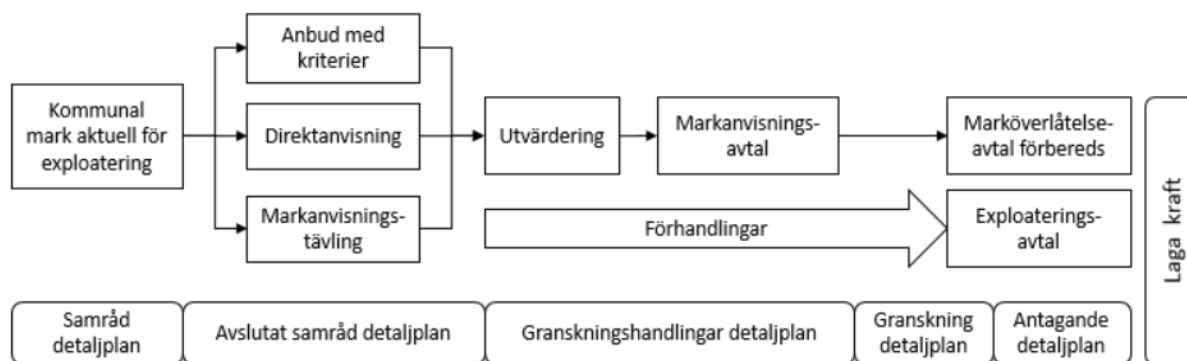 Anbud med
kriterier
Kommunal
mark aktuell för
exploatering
Direktanvisning
Utvärdering
Markanvisnings-
avtal
Marköverlåtelse-
avtal förbereds
Markanvisnings-
tävling
Förhandlingar
Exploaterings-
avtal
Laga kraft
Samråd
detaljplan
Avslutat samråd detaljplan
Granskningshandlingar detaljplan
Granskning
detaljplan
Antagande
detaljplan